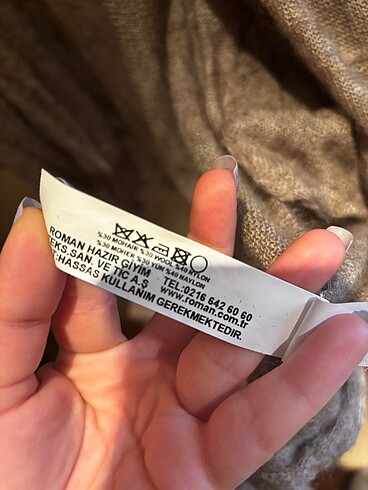 %30 MOHAIR %30 WOOL %40 NYLON
%30 MOHER %30 YÜN %40 NAYLON
ROMAN HAZIR GİYİM TEL:0216 642 60 60
TEKS.SAN. VE TİC A.Ş www.roman.com.tr
HASSAS KULLANIM GEREKMEKTEDİR.